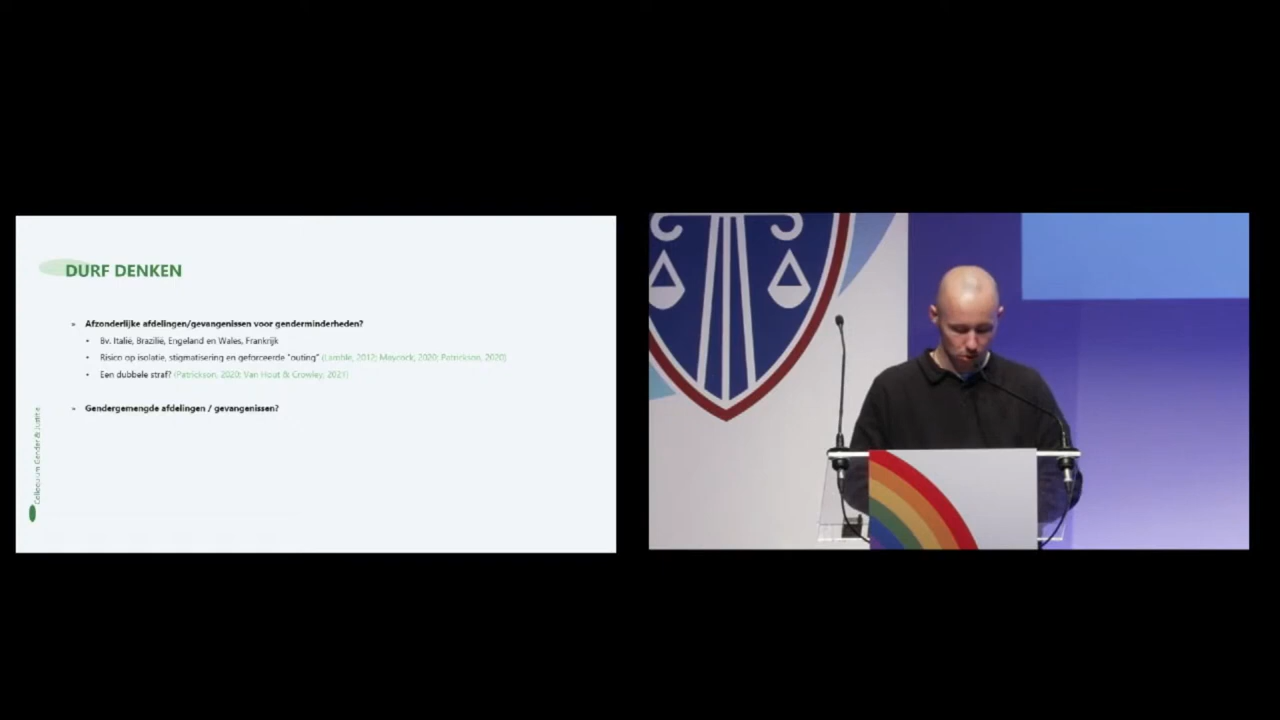 DURF DENKEN
» Afzonderlijke afdelingen/gevangenissen voor genderminderheden?
• Bv. Italië, Brazilië, Engeland en Wales, Frankrijk
• Risico op isolatie, stigmatisering en geforceerde "outing" (Lamble, 2012; Maycock, 2020; Patrickson, 2020)
• Een dubbele straf? (Patrickson, 2020; Van Hout & Crowley, 2021)
» Gendergemengde afdelingen / gevangenissen?
Colloquium Gender & Justitie